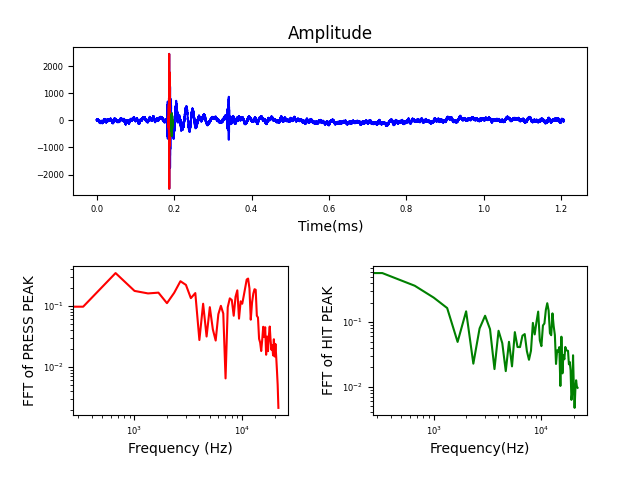 Amplitude
2000
1000
0
−1000
−2000
0.0 0.2 0.4 0.6 0.8 1.0 1.2
Time(ms)
FFT of PRESS PEAK
10⁻¹
10⁻²
10³ 10⁴
Frequency (Hz)
FFT of HIT PEAK
10⁻¹
10⁻²
10³ 10⁴
Frequency(Hz)